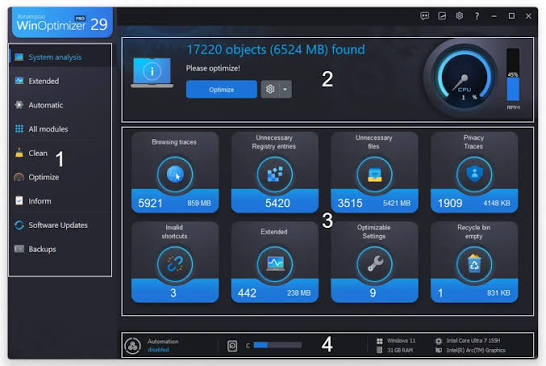 Ashampoo
WinOptimizer PRO 29
?
System analysis
Extended
Automatic
All modules
Clean
1
Optimize
Inform
Software Updates
Backups
17220 objects (6524 MB) found
Please optimize!
Optimize
2
CPU
1 %
45%
Browsing traces
5921 859 MB
Unnecessary
Registry entries
5420
Unnecessary
files
3515 5421 MB
Privacy
Traces
1909 4148 KB
3
Invalid
shortcuts
3
Extended
442 238 MB
Optimizable
Settings
9
Recycle bin
empty
1 831 KB
Automation
disabled
C
4
Windows 11
31 GB RAM
Intel Core Ultra 7 155H
Intel(R) Arc(TM) Graphics